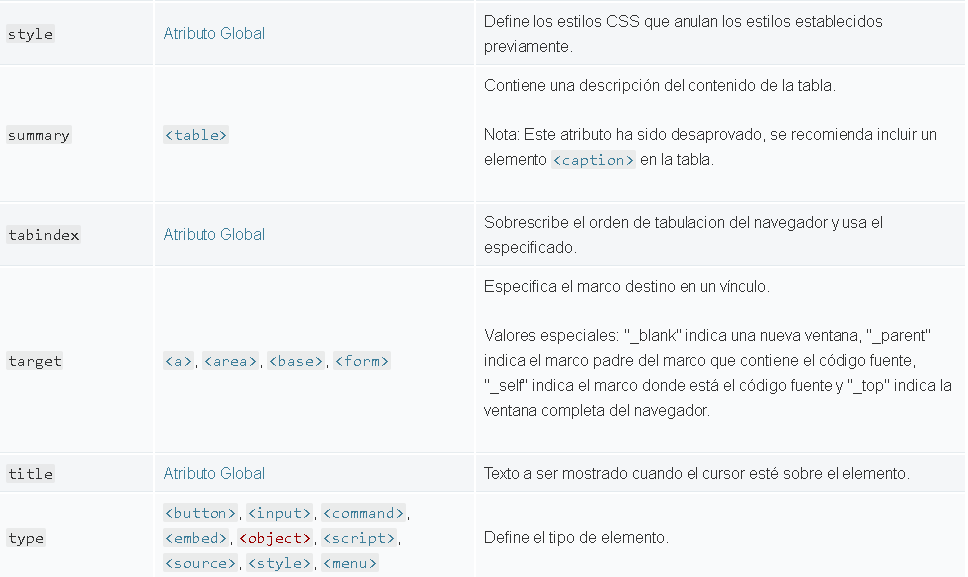 style Atributo Global Define los estilos CSS que anulan los estilos establecidos
previamente.
summary <table> Contiene una descripción del contenido de la tabla.
Nota: Este atributo ha sido desaprovado, se recomienda incluir un
elemento <caption> en la tabla.
tabindex Atributo Global Sobrescribe el orden de tabulacion del navegador y usa el
especificado.
target <a>, <area>, <base>, <form> Especifica el marco destino en un vínculo.
Valores especiales: "_blank" indica una nueva ventana, "_parent"
indica el marco padre del marco que contiene el código fuente,
"_self" indica el marco donde está el código fuente y "_top" indica la
ventana completa del navegador.
title Atributo Global Texto a ser mostrado cuando el cursor esté sobre el elemento.
type <button>, <input>, <command>,
<embed>, <object>, <script>,
<source>, <style>, <menu>
Define el tipo de elemento.